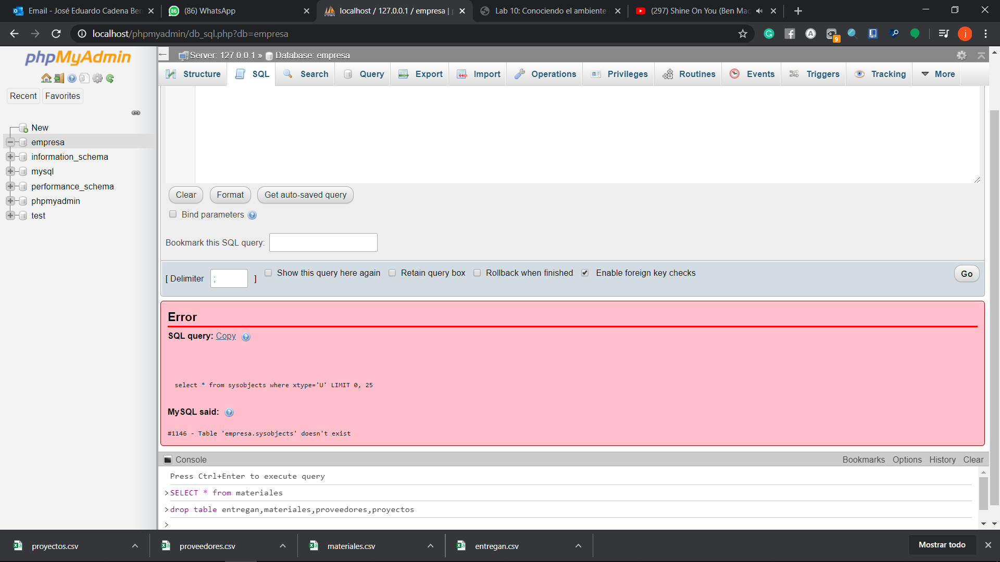 Email - José Eduardo Cadena Ber
(86) WhatsApp
localhost / 127.0.0.1 / empresa | p
Lab 10: Conociendo el ambiente
(297) Shine On You (Ben Mac
localhost/phpmyadmin/db_sql.php?db=empresa
9
j
phpMyAdmin
Recent
Favorites
New
empresa
information_schema
mysql
performance_schema
phpmyadmin
test
Server: 127.0.0.1 » Database: empresa
Structure
SQL
Search
Query
Export
Import
Operations
Privileges
Routines
Events
Triggers
Tracking
More
Clear
Format
Get auto-saved query
Bind parameters
Bookmark this SQL query:
[ Delimiter ; ]
Show this query here again
Retain query box
Rollback when finished
Enable foreign key checks
Go
Error
SQL query: Copy
select * from sysobjects where xtype='U' LIMIT 0, 25
MySQL said:
#1146 - Table 'empresa.sysobjects' doesn't exist
Console
Bookmarks
Options
History
Clear
Press Ctrl+Enter to execute query
>SELECT * from materiales
>drop table entregan,materiales,proveedores,proyectos
>
proyectos.csv
proveedores.csv
materiales.csv
entregan.csv
Mostrar todo